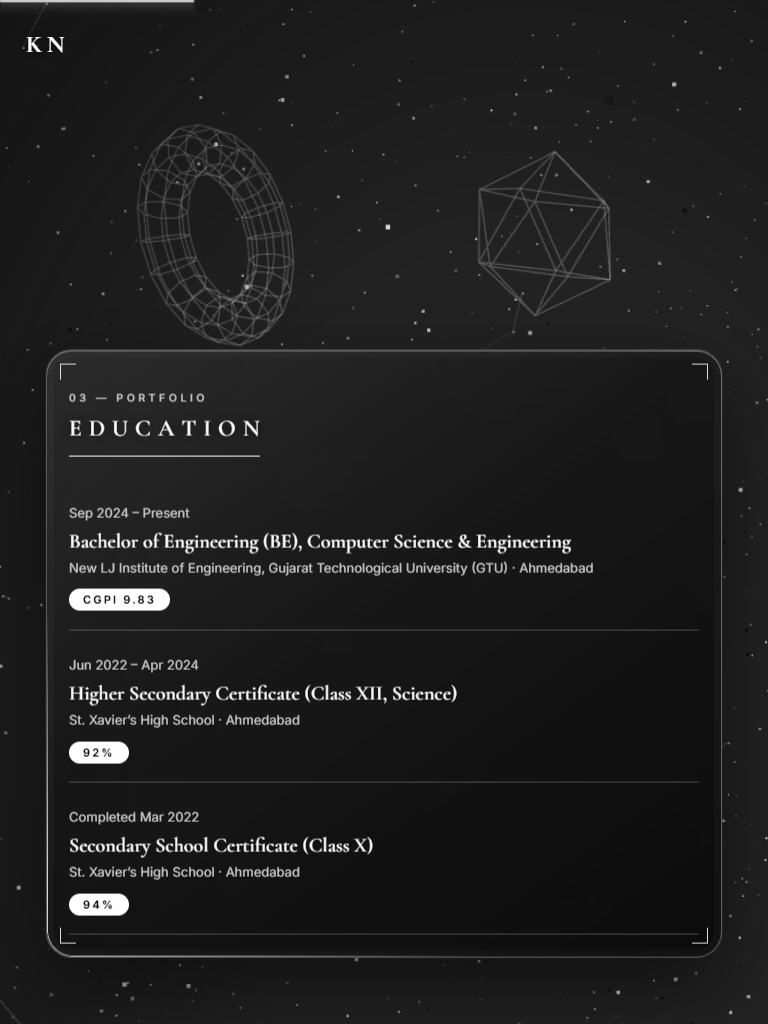 KN
03 — PORTFOLIO
EDUCATION
Sep 2024 – Present
Bachelor of Engineering (BE), Computer Science & Engineering
New LJ Institute of Engineering, Gujarat Technological University (GTU) · Ahmedabad
CGPI 9.83
Jun 2022 – Apr 2024
Higher Secondary Certificate (Class XII, Science)
St. Xavier’s High School · Ahmedabad
92%
Completed Mar 2022
Secondary School Certificate (Class X)
St. Xavier’s High School · Ahmedabad
94%